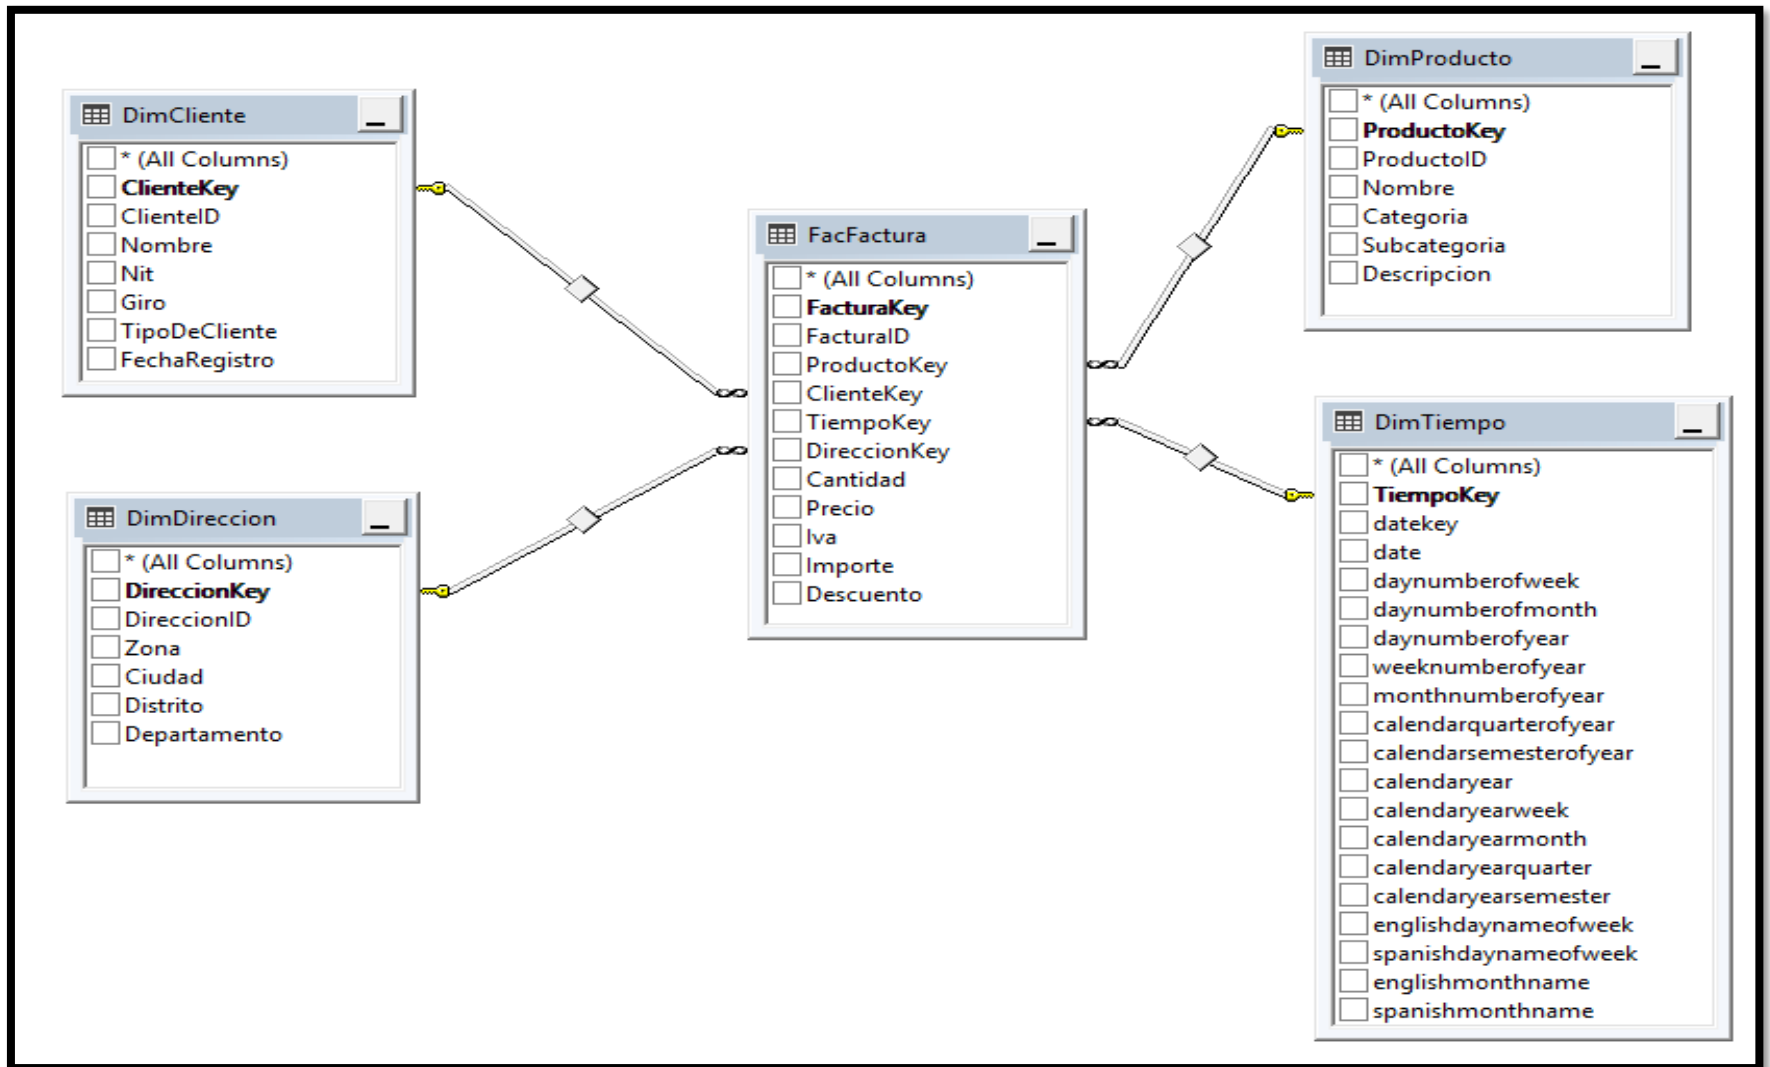 DimCliente
* (All Columns)
ClienteKey
ClienteID
Nombre
Nit
Giro
TipoDeCliente
FechaRegistro
DimDireccion
* (All Columns)
DireccionKey
DireccionID
Zona
Ciudad
Distrito
Departamento
FacFactura
* (All Columns)
FacturaKey
FacturaID
ProductoKey
ClienteKey
TiempoKey
DireccionKey
Cantidad
Precio
Iva
Importe
Descuento
DimProducto
* (All Columns)
ProductoKey
ProductoID
Nombre
Categoria
Subcategoria
Descripcion
DimTiempo
* (All Columns)
TiempoKey
datekey
date
daynumberofweek
daynumberofmonth
daynumberofyear
weeknumberofyear
monthnumberofyear
calendarquarterofyear
calendarsemesterofyear
calendaryear
calendaryearweek
calendaryearmonth
calendaryearquarter
calendaryearsemester
englishdaynameofweek
spanishdaynameofweek
englishmonthname
spanishmonthname